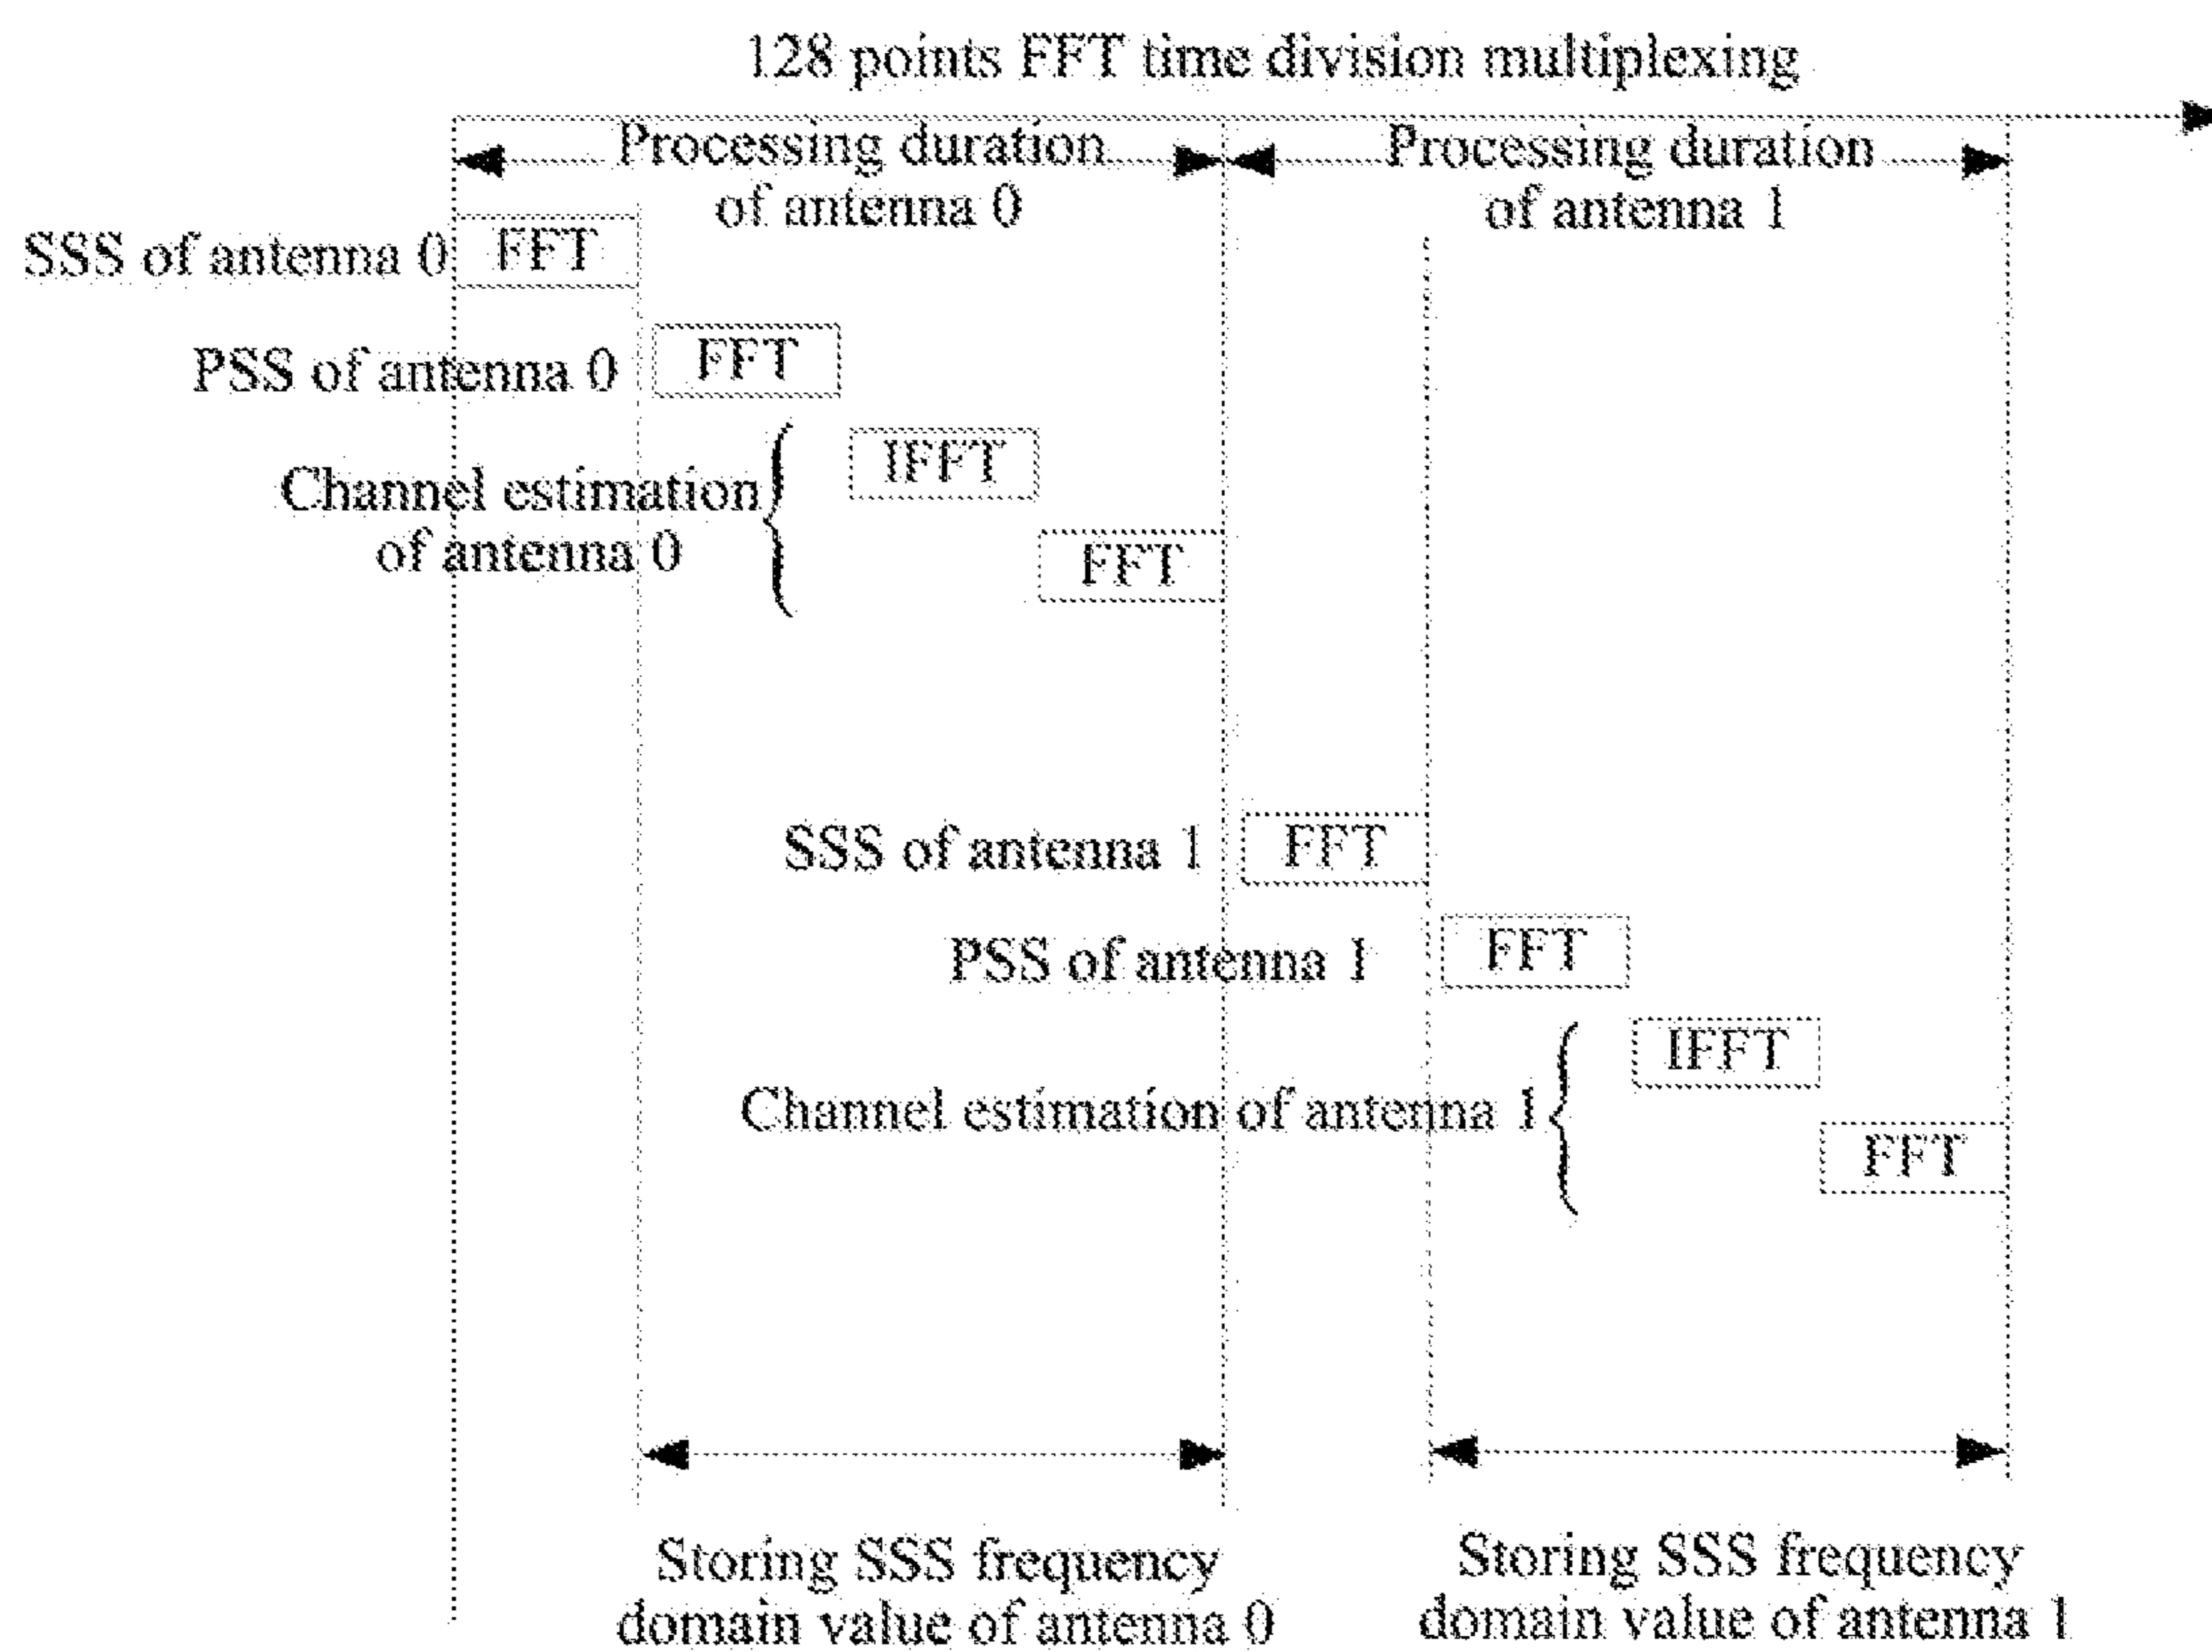 128 points FFT time division multiplexing
Processing duration
of antenna 0
Processing duration
of antenna 1
SSS of antenna 0
FFT
PSS of antenna 0
FFT
Channel estimation
of antenna 0
IFFT
FFT
SSS of antenna 1
FFT
PSS of antenna 1
FFT
Channel estimation of antenna 1
IFFT
FFT
Storing SSS frequency
domain value of antenna 0
Storing SSS frequency
domain value of antenna 1